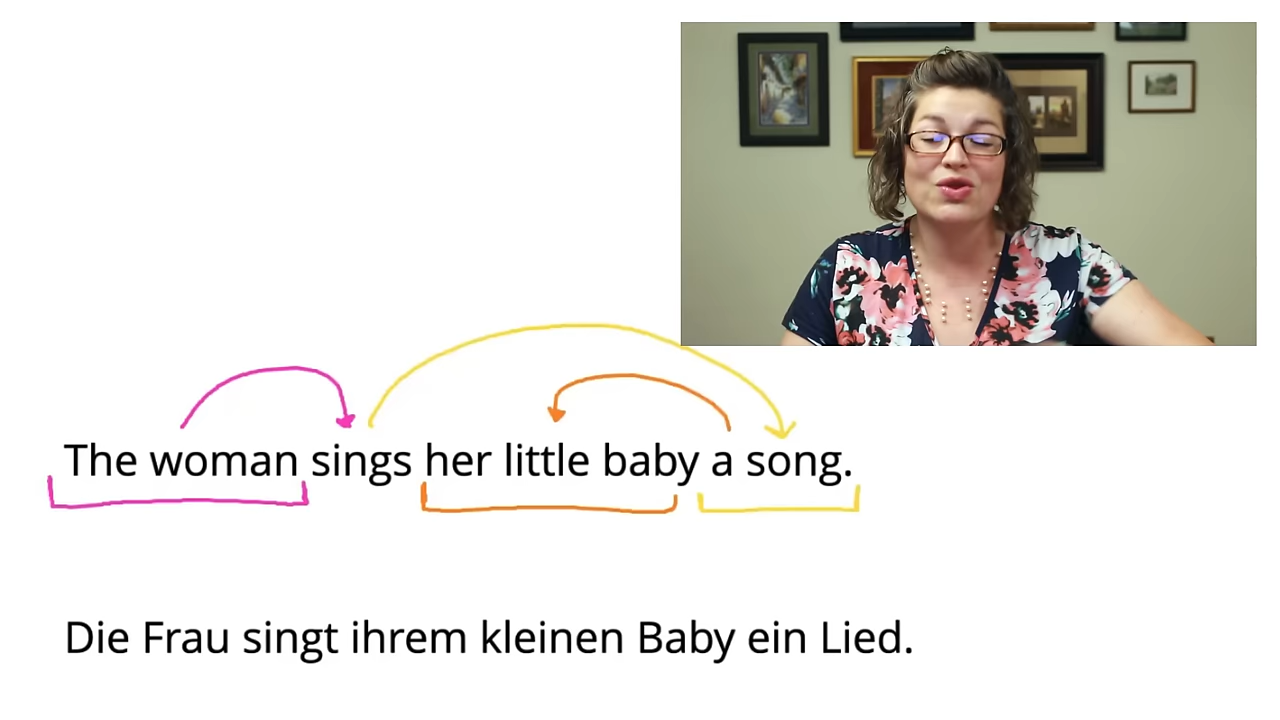 The woman sings her little baby a song.
Die Frau singt ihrem kleinen Baby ein Lied.